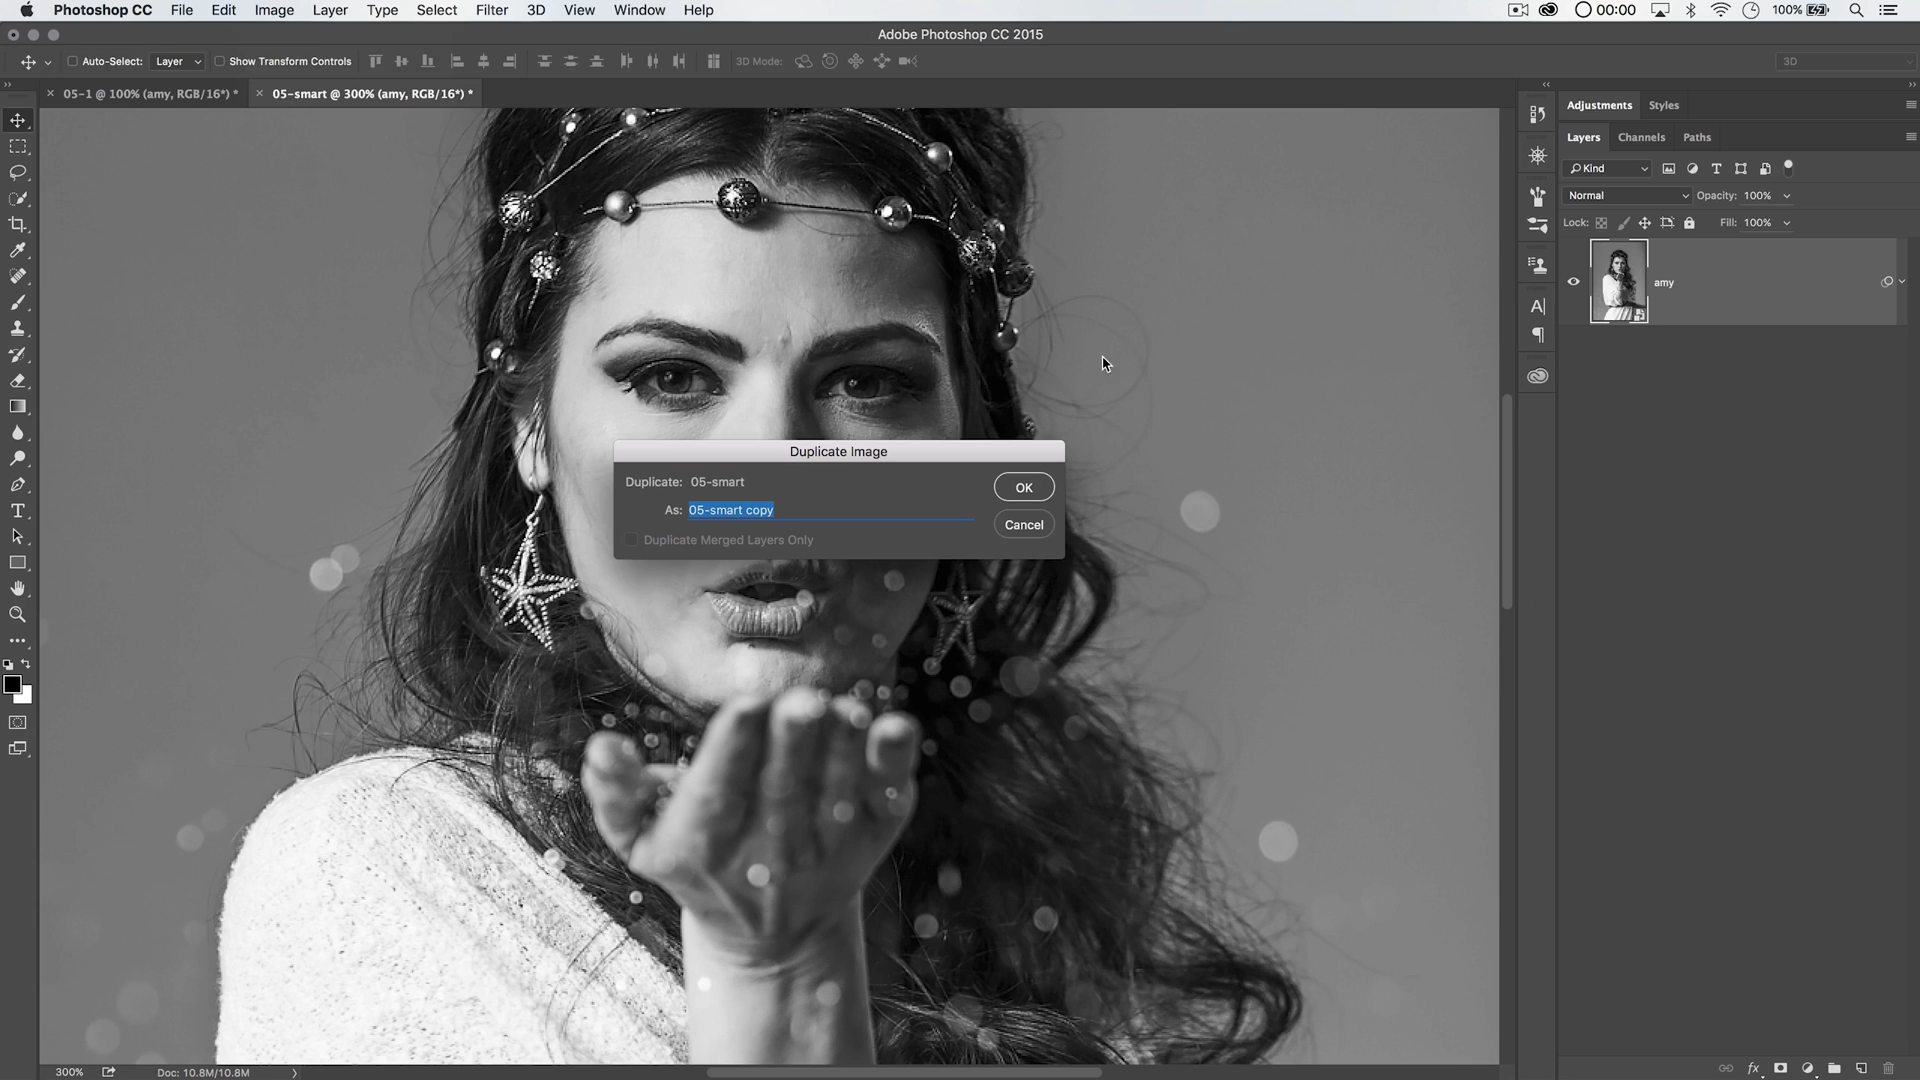 Photoshop CC File Edit Image Layer Type Select Filter 3D View Window Help 00:00 100%
Adobe Photoshop CC 2015
Auto-Select: Layer Show Transform Controls 3D Mode: 3D
05-1 @ 100% (amy, RGB/16*) * 05-smart @ 300% (amy, RGB/16*) *
Adjustments Styles
Layers Channels Paths
Kind
Normal Opacity: 100%
Lock: Fill: 100%
amy
Duplicate Image
Duplicate: 05-smart
OK
As: 05-smart copy
Cancel
Duplicate Merged Layers Only
300% Doc: 10.8M/10.8M
fx